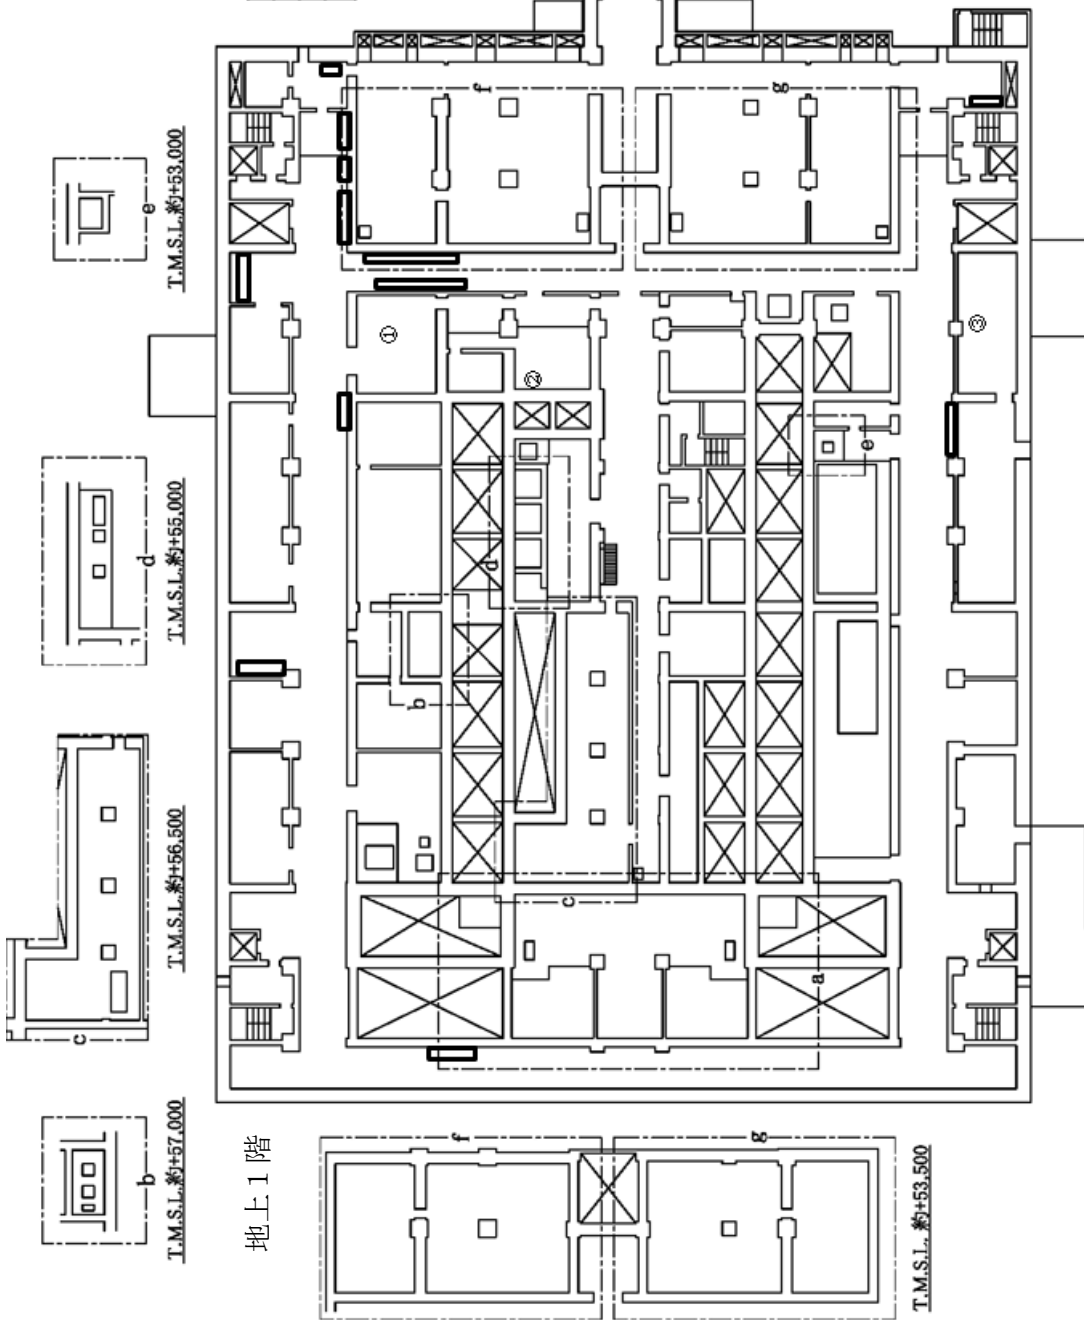 e
T.M.S.L.約+53,000
d
T.M.S.L.約+55,000
c
T.M.S.L.約+56,500
b
T.M.S.L.約+57,000
地上1階
f
g
T.M.S.L. 約+53,500
f
g
①
②
③
e
d
b
c
a